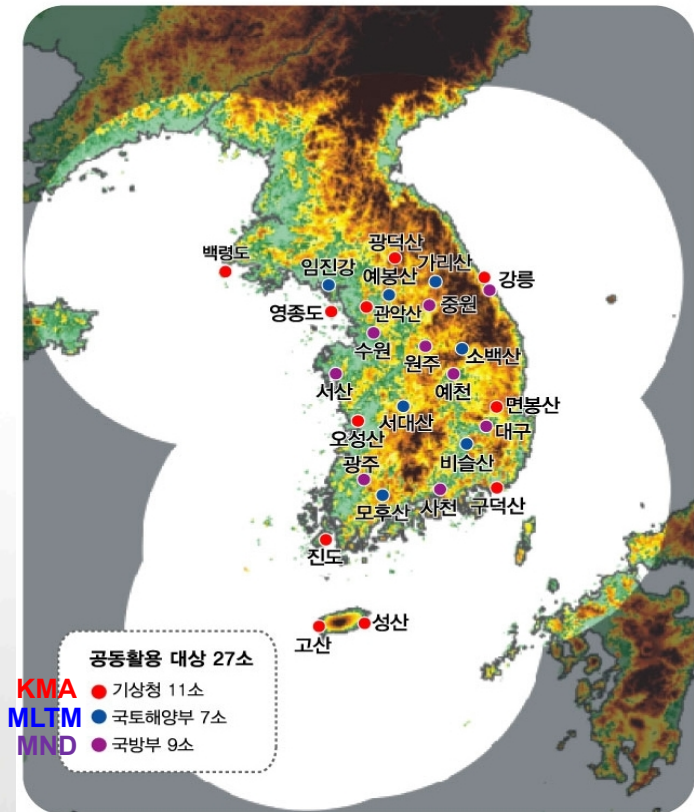 광덕산
백령도
임진강
예봉산
가리산
강릉
영종도
관악산
중원
수원
원주
소백산
서산
예천
서대산
면봉산
오성산
대구
광주
비슬산
모후산
사천
구덕산
진도
고산
성산
공동활용 대상 27소
KMA 기상청 11소
MLTM 국토해양부 7소
MND 국방부 9소